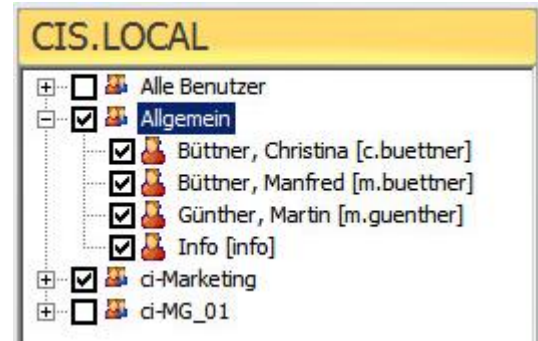 CIS.LOCAL
Alle Benutzer
Allgemein
Büttner, Christina [c.buettner]
Büttner, Manfred [m.buettner]
Günther, Martin [m.guenther]
Info [info]
ci-Marketing
ci-MG_01